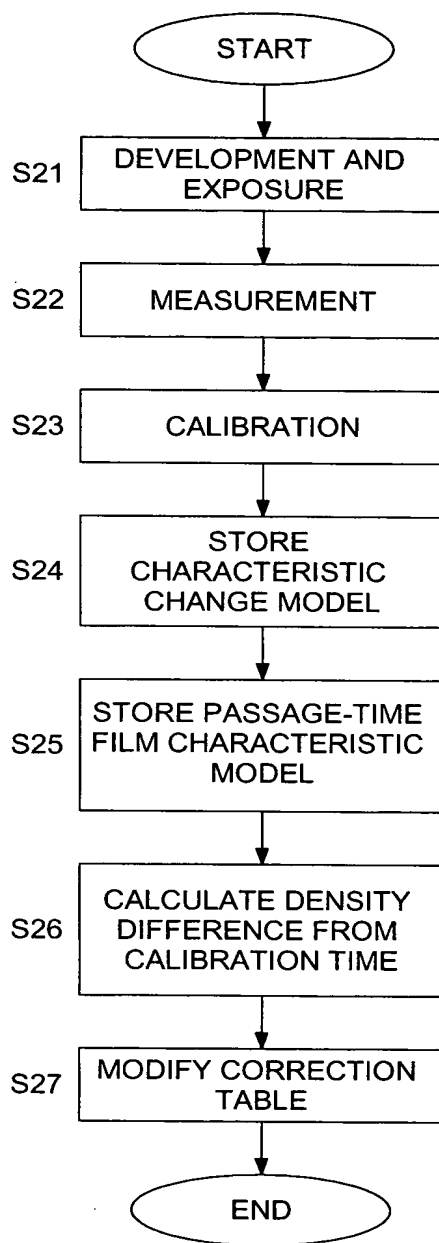 START
S21
DEVELOPMENT AND
EXPOSURE
S22
MEASUREMENT
S23
CALIBRATION
S24
STORE
CHARACTERISTIC
CHANGE MODEL
S25
STORE PASSAGE-TIME
FILM CHARACTERISTIC
MODEL
S26
CALCULATE DENSITY
DIFFERENCE FROM
CALIBRATION TIME
S27
MODIFY CORRECTION
TABLE
END